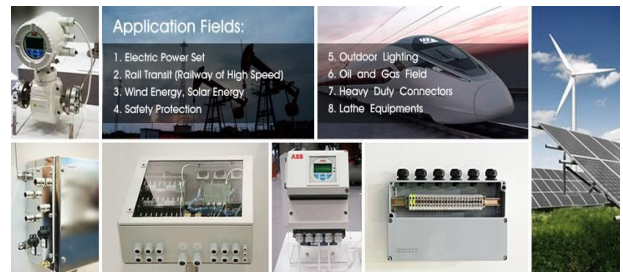 Application Fields:
1. Electric Power Set
2. Rail Transit (Railway of High Speed)
3. Wind Energy, Solar Energy
4. Safety Protection
5. Outdoor Lighting
6. Oil and Gas Field
7. Heavy Duty Connectors
8. Lathe Equipments
ABB